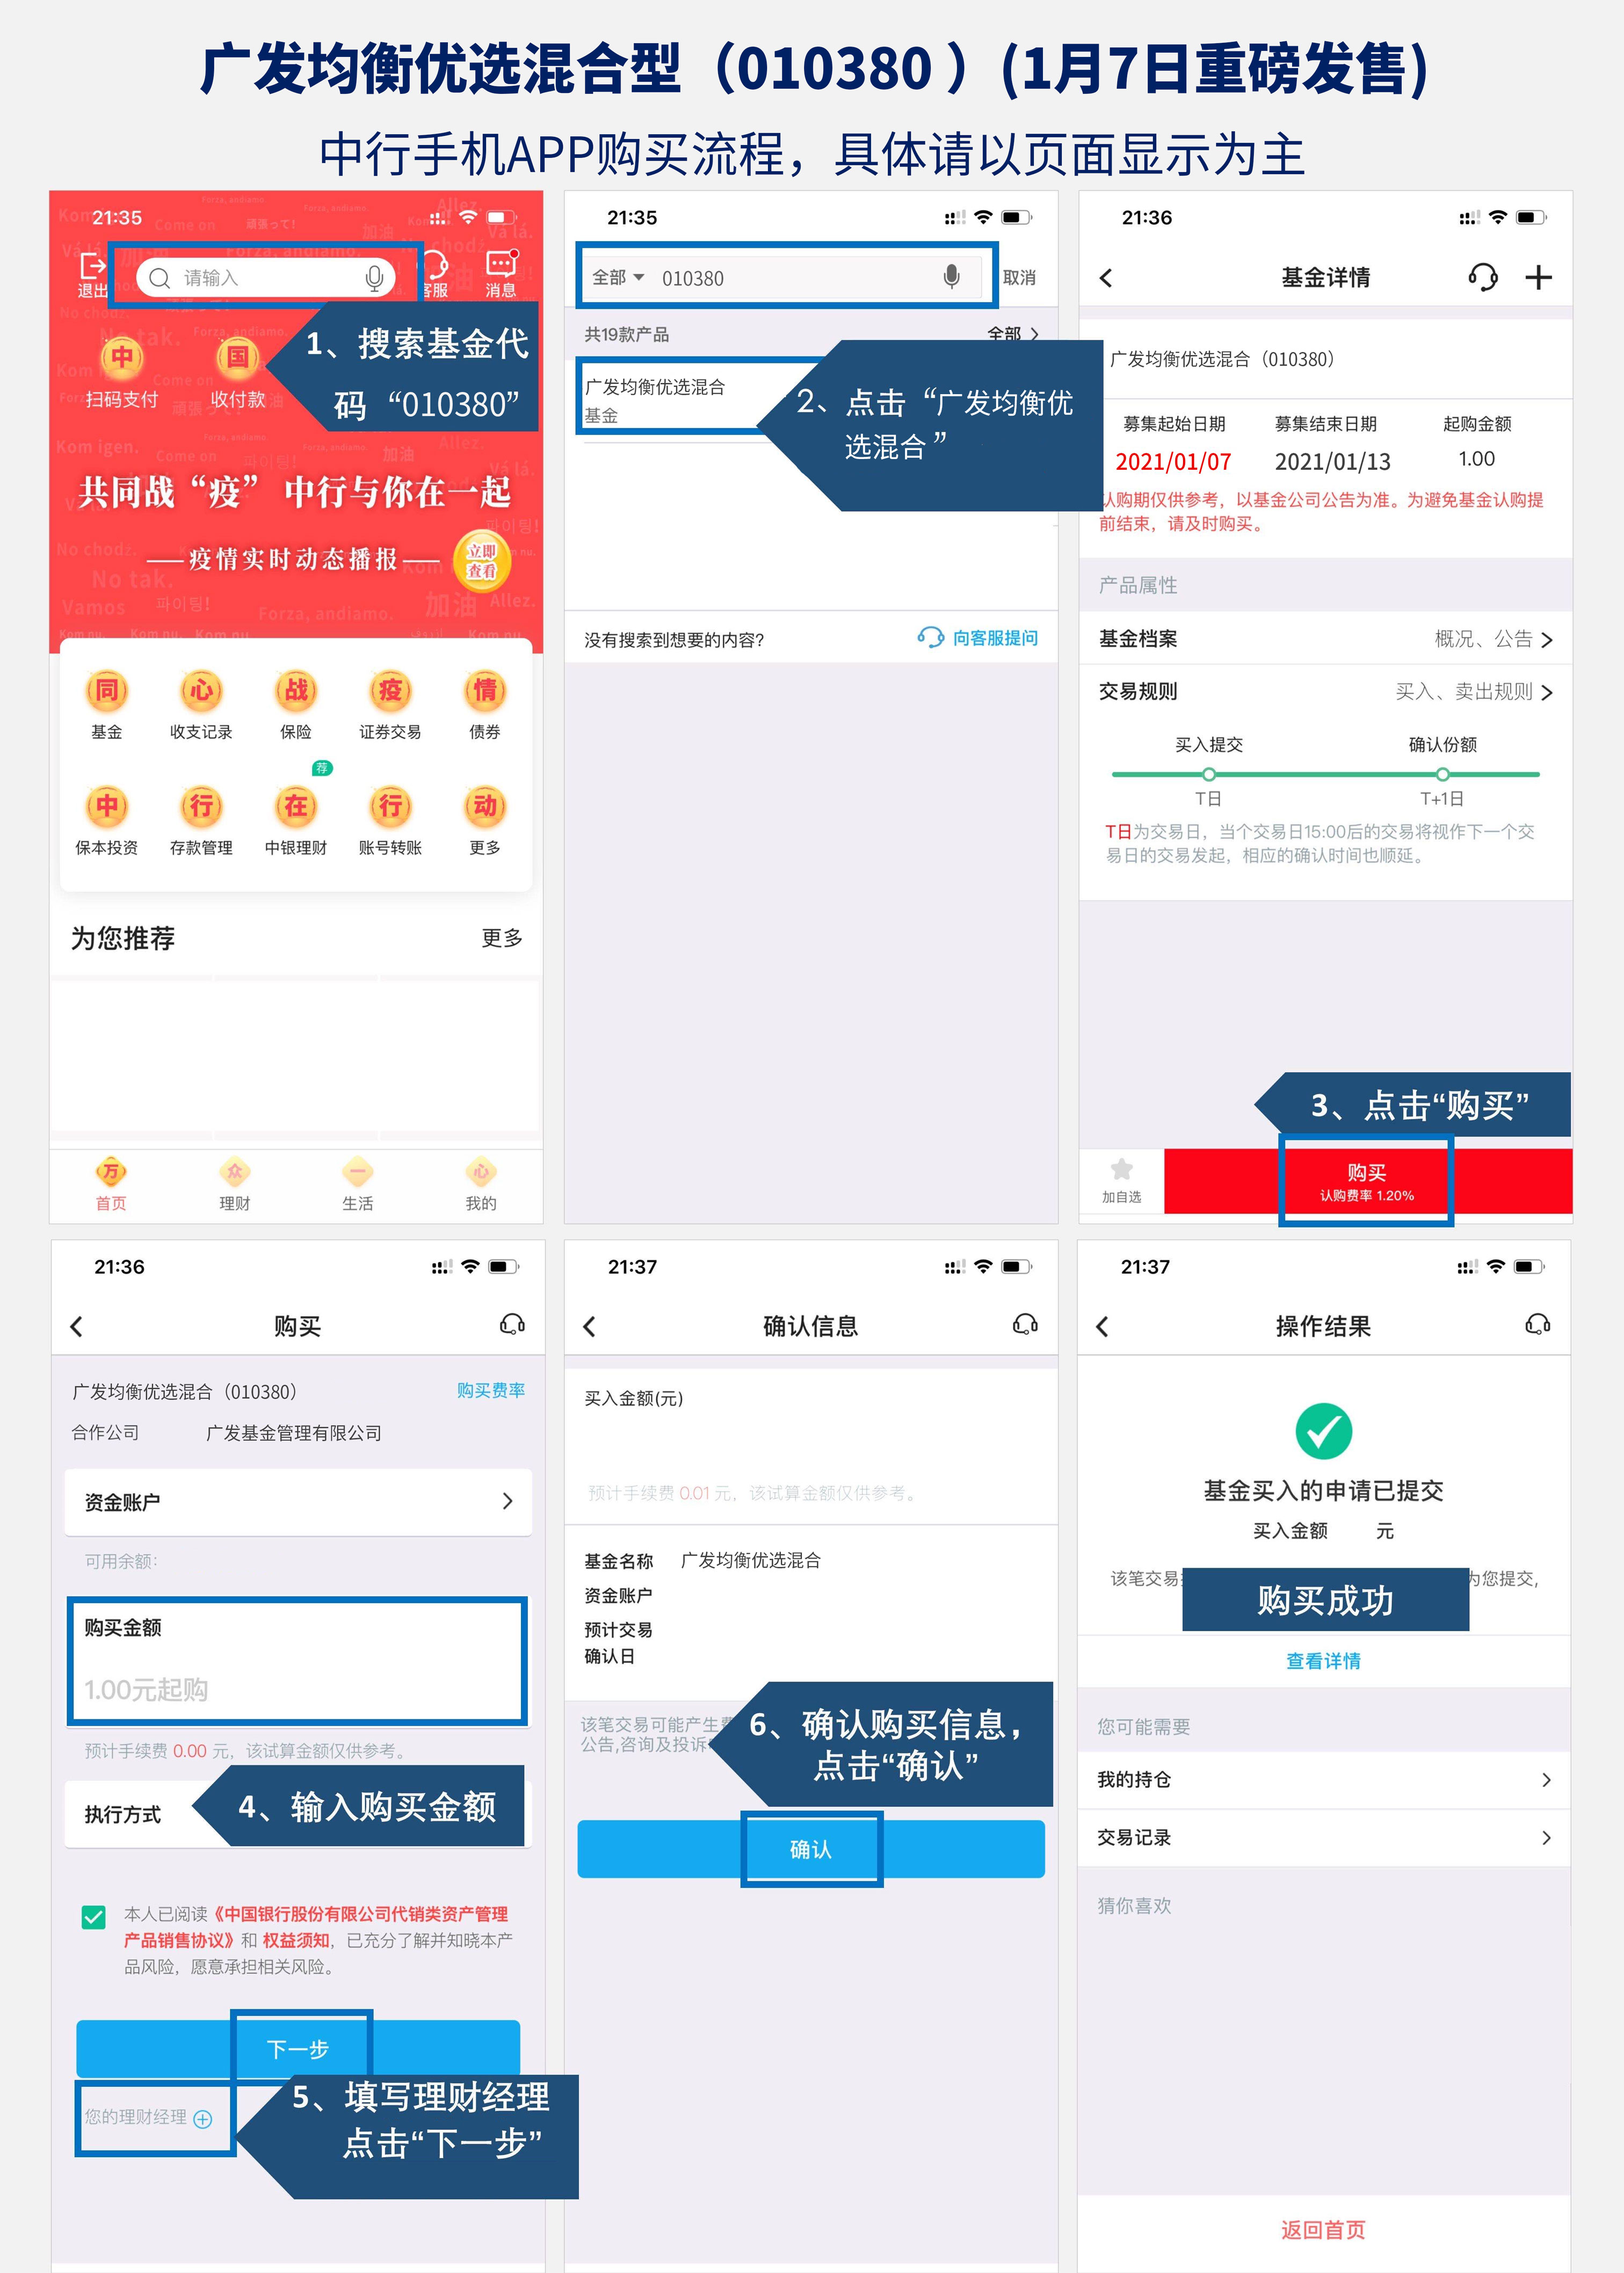 广发均衡优选混合型（010380 ）(1月7日重磅发售)
中行手机APP购买流程，具体请以页面显示为主
21:35
请输入
退出
客服
消息
1、搜索基金代
码“010380”
中
国
扫码支付
收付款
共同战“疫” 中行与你在一起
——疫情实时动态播报——
立即
查看
同 心 战 疫 情
基金 收支记录 保险 证券交易 债券
荐
中 行 在 行 动
保本投资 存款管理 中银理财 账号转账 更多
为您推荐
更多
万 众 一 心
首页 理财 生活 我的
21:35
全部 010380
取消
共19款产品
全部
广发均衡优选混合
基金
2、点击“广发均衡优
选混合”
没有搜索到想要的内容?
向客服提问
21:36
基金详情
广发均衡优选混合（010380）
募集起始日期 募集结束日期 起购金额
2021/01/07 2021/01/13 1.00
认购期仅供参考，以基金公司公告为准。为避免基金认购提
前结束，请及时购买。
产品属性
基金档案 概况、公告
交易规则 买入、卖出规则
买入提交 确认份额
T日 T+1日
T日为交易日，当个交易日15:00后的交易将视作下一个交
易日的交易发起，相应的确认时间也顺延。
3、点击“购买”
加自选
购买
认购费率 1.20%
21:36
购买
广发均衡优选混合（010380） 购买费率
合作公司 广发基金管理有限公司
资金账户
可用余额：
购买金额
1.00元起购
预计手续费 0.00 元，该试算金额仅供参考。
执行方式
4、输入购买金额
本人已阅读《中国银行股份有限公司代销类资产管理
产品销售协议》和 权益须知，已充分了解并知晓本产
品风险，愿意承担相关风险。
下一步
您的理财经理
5、填写理财经理
点击“下一步”
21:37
确认信息
买入金额(元)
预计手续费 0.01 元，该试算金额仅供参考。
基金名称 广发均衡优选混合
资金账户
预计交易
确认日
该笔交易可能产生
公告,咨询及投诉
6、确认购买信息，
点击“确认”
确认
21:37
操作结果
基金买入的申请已提交
买入金额 元
该笔交易
为您提交,
购买成功
查看详情
您可能需要
我的持仓
交易记录
猜你喜欢
返回首页